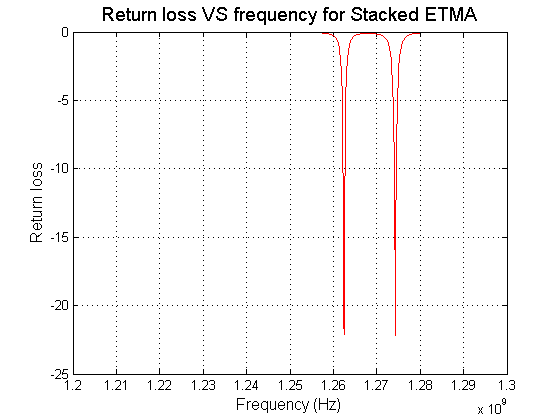 Return loss VS frequency for Stacked ETMA
0
-5
-10
-15
-20
-25
Return loss
1.2 1.21 1.22 1.23 1.24 1.25 1.26 1.27 1.28 1.29 1.3
Frequency (Hz)
x 10^9